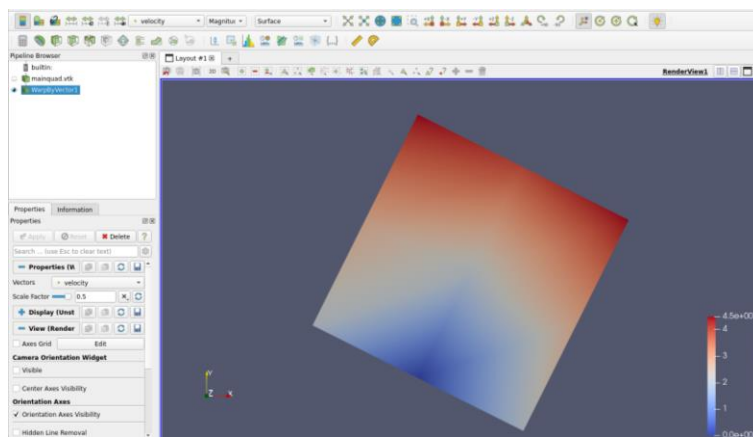 velocity
Magnitu
Surface
Pipeline Browser
builtin:
mainquad.vtk
WarpByVector1
Layout #1
+
RenderView1
Properties
Information
Properties
Apply
Reset
Delete
?
Search ... (use Esc to clear text)
Properties (W
Vectors
velocity
Scale Factor
0.5
Display (Unst
View (Render
Axes Grid
Edit
Camera Orientation Widget
Visible
Center Axes Visibility
Orientation Axes
Orientation Axes Visibility
Hidden Line Removal
Y
Z
X
4.5e+00
4
3
2
1
0.0e+00